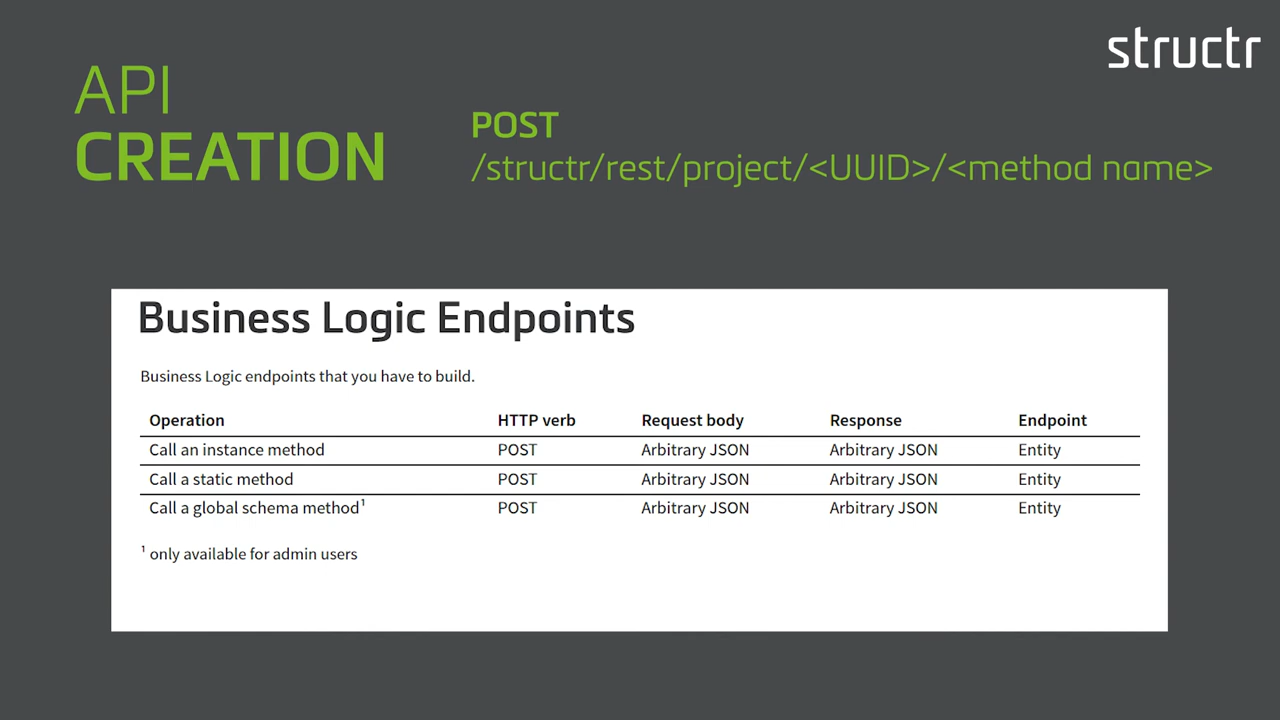 structr
API
CREATION
POST
/structr/rest/project/<UUID>/<method name>
Business Logic Endpoints
Business Logic endpoints that you have to build.
Operation HTTP verb Request body Response Endpoint
Call an instance method POST Arbitrary JSON Arbitrary JSON Entity
Call a static method POST Arbitrary JSON Arbitrary JSON Entity
Call a global schema method¹ POST Arbitrary JSON Arbitrary JSON Entity
¹ only available for admin users